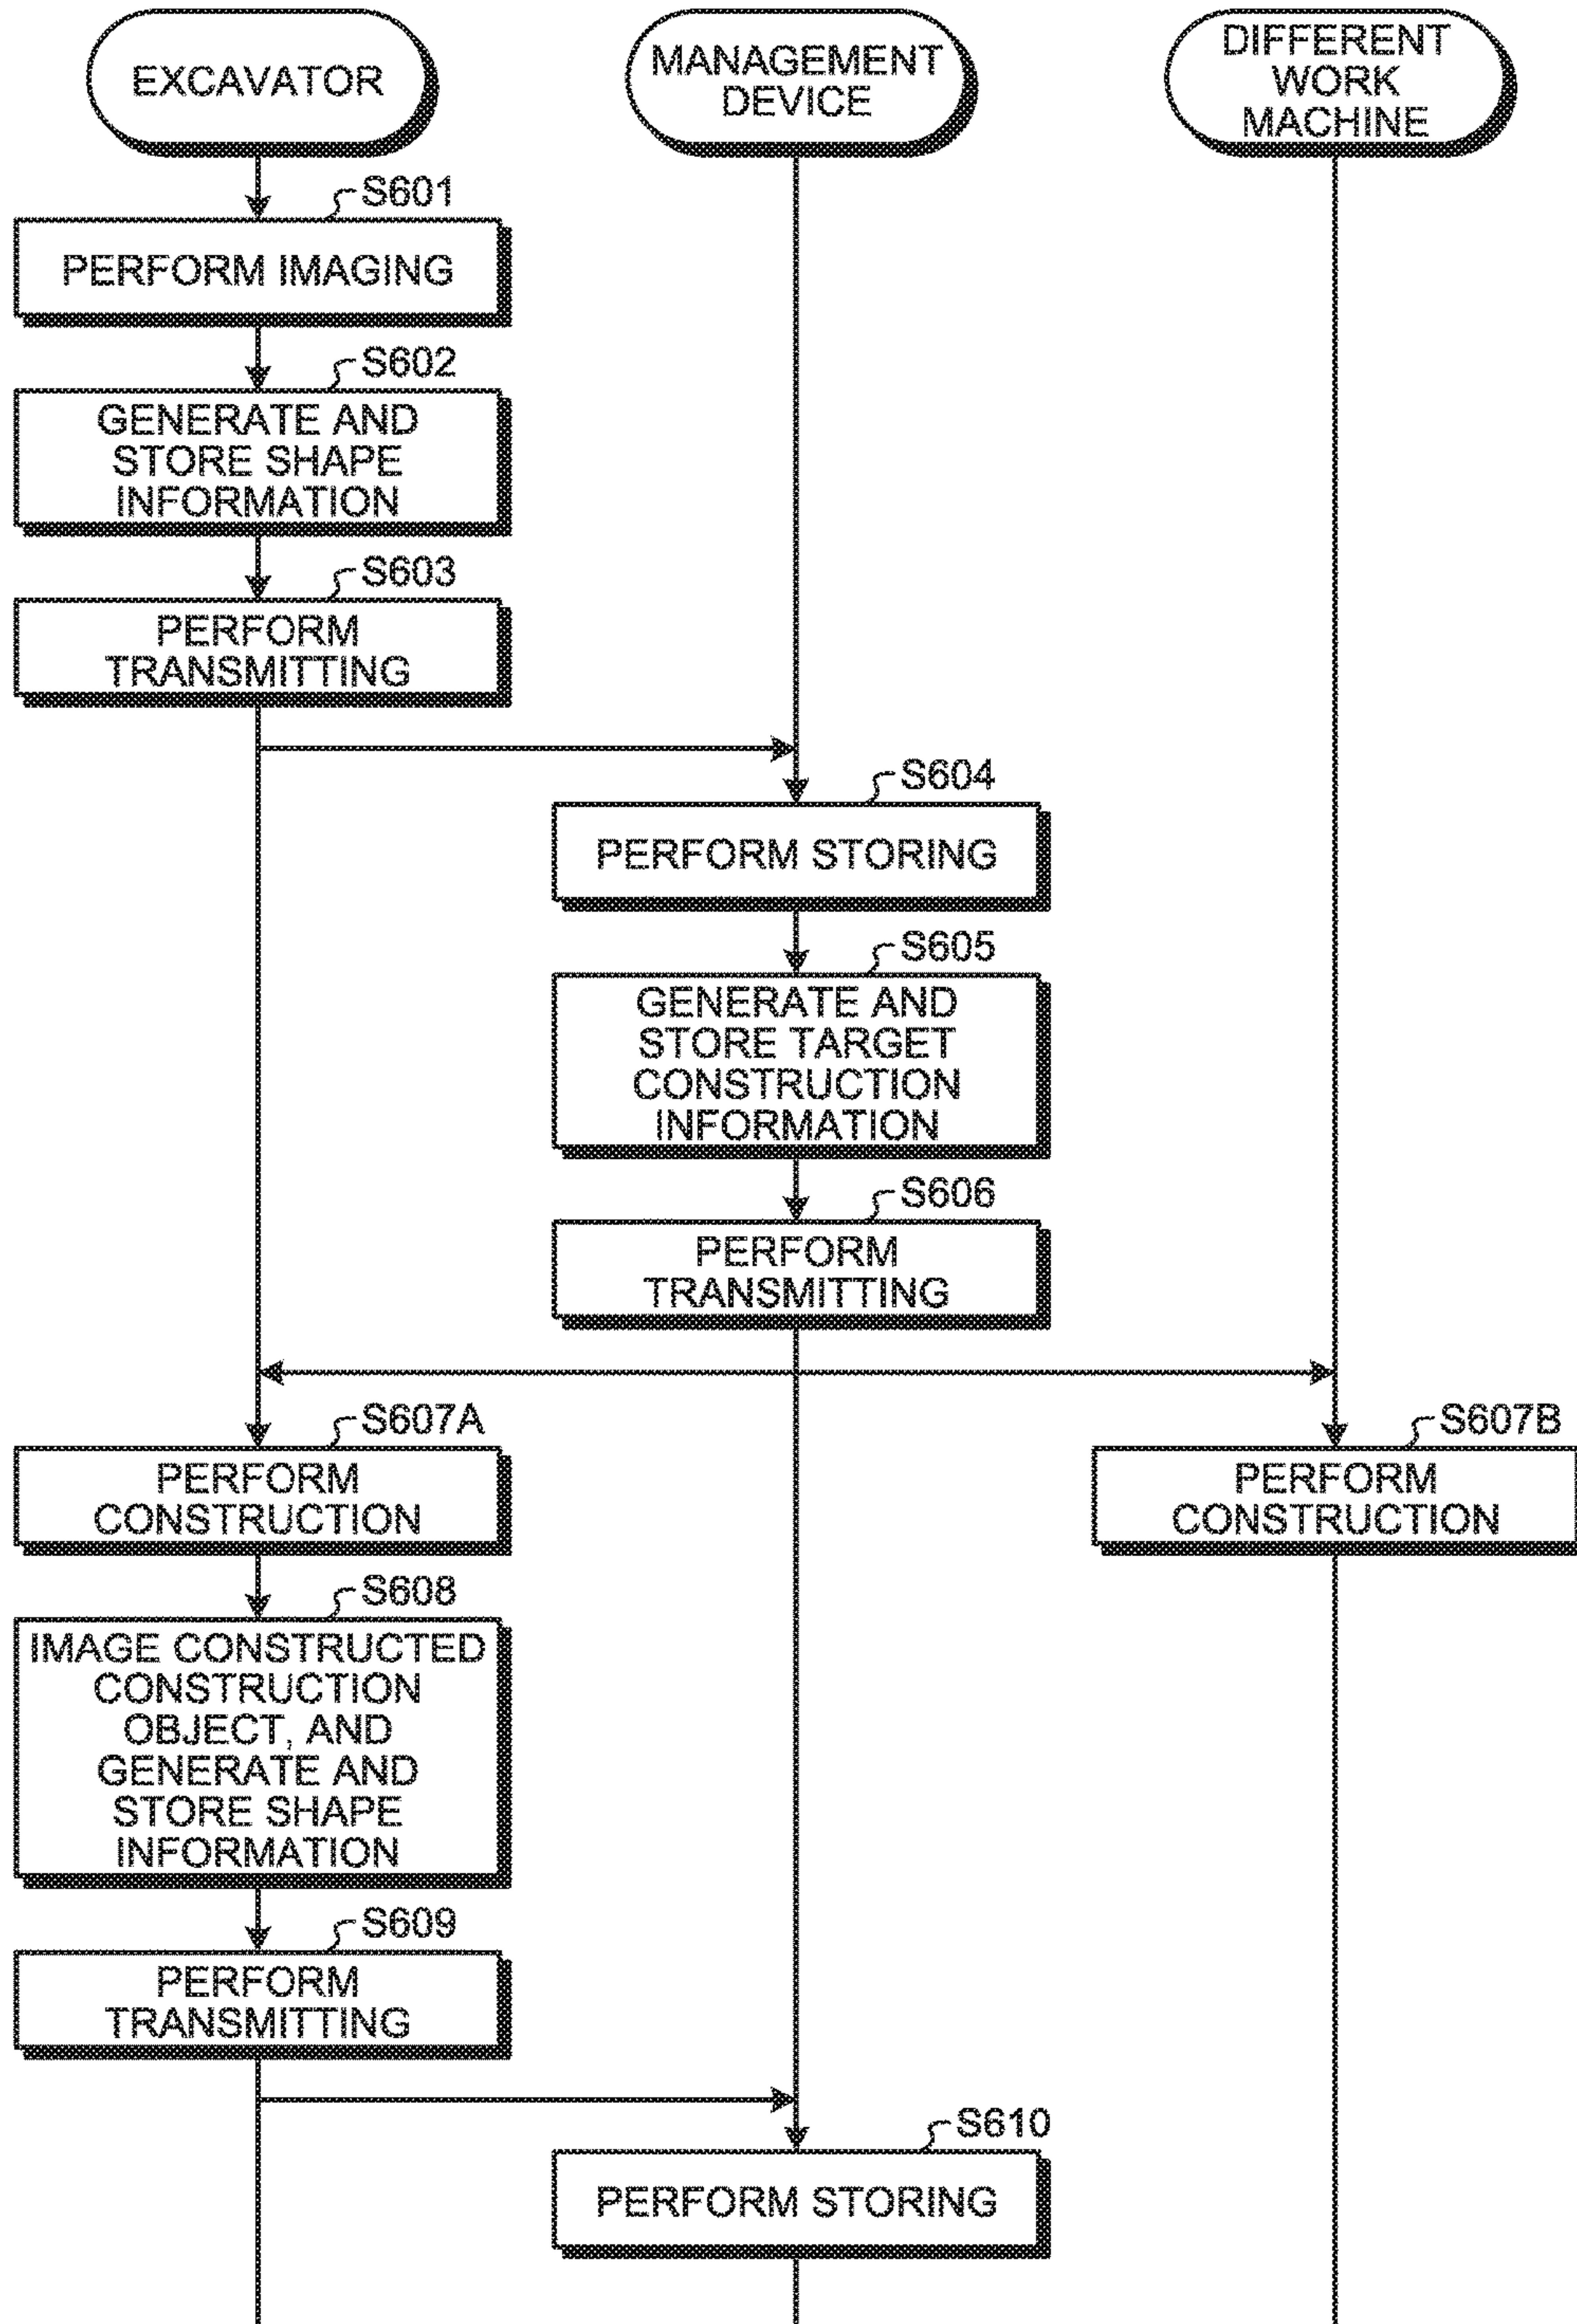 EXCAVATOR
MANAGEMENT
DEVICE
DIFFERENT
WORK
MACHINE
S601
PERFORM IMAGING
S602
GENERATE AND
STORE SHAPE
INFORMATION
S603
PERFORM
TRANSMITTING
S604
PERFORM STORING
S605
GENERATE AND
STORE TARGET
CONSTRUCTION
INFORMATION
S606
PERFORM
TRANSMITTING
S607A
PERFORM
CONSTRUCTION
S607B
PERFORM
CONSTRUCTION
S608
IMAGE CONSTRUCTED
CONSTRUCTION
OBJECT, AND
GENERATE AND
STORE SHAPE
INFORMATION
S609
PERFORM
TRANSMITTING
S610
PERFORM STORING